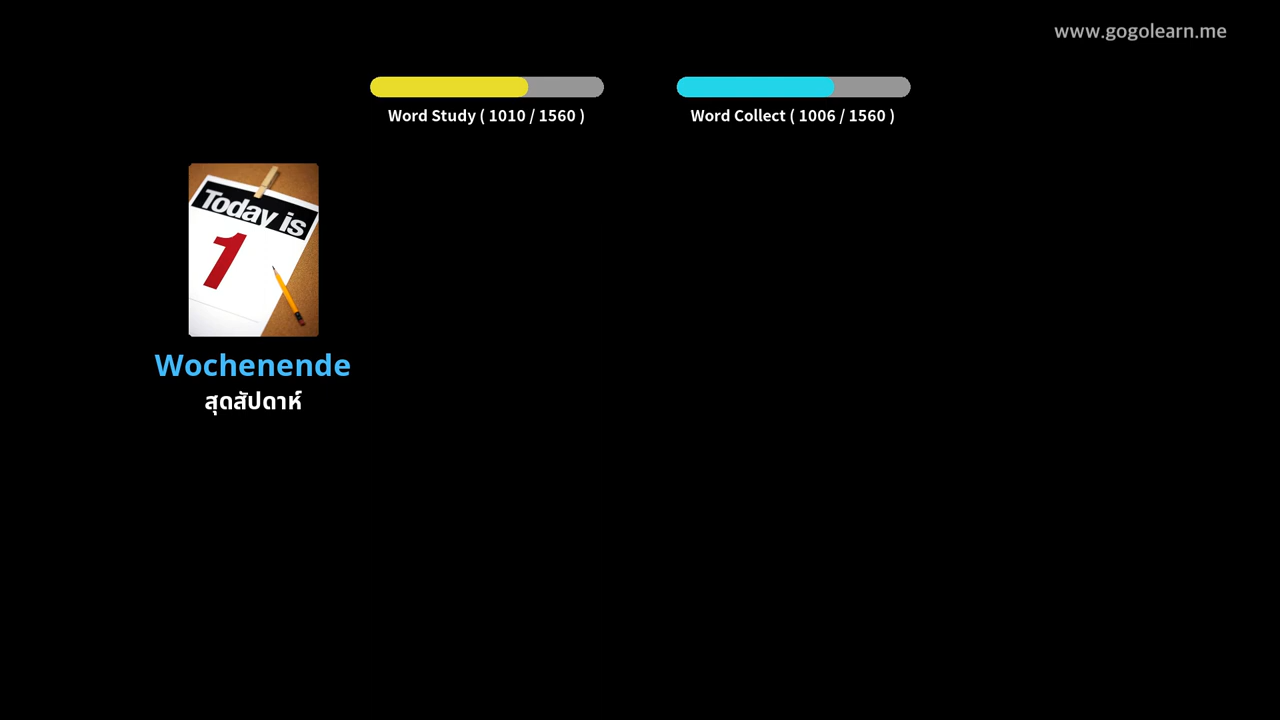 www.gogolearn.me
Word Study ( 1010 / 1560 )
Word Collect ( 1006 / 1560 )
Today is
1
Wochenende
สุดสัปดาห์